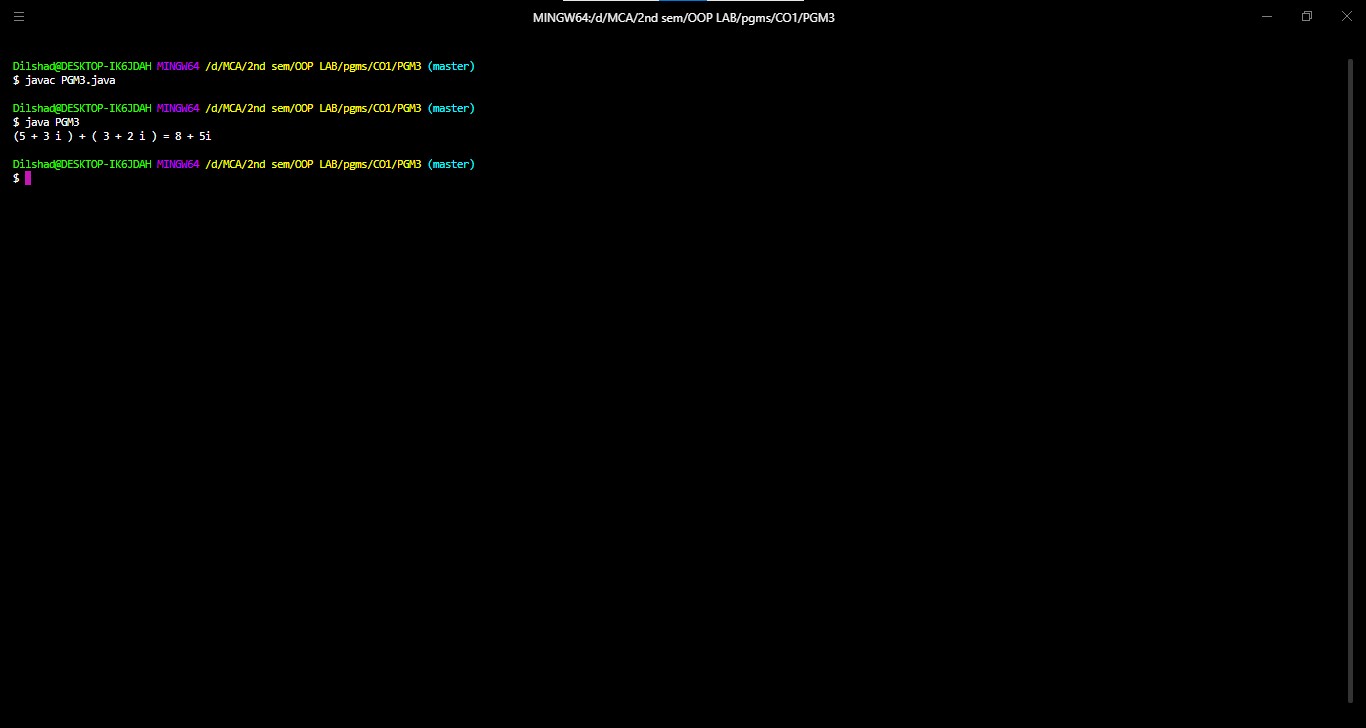 MINGW64:/d/MCA/2nd sem/OOP LAB/pgms/CO1/PGM3
Dilshad@DESKTOP-IK6JDAH MINGW64 /d/MCA/2nd sem/OOP LAB/pgms/CO1/PGM3 (master)
$ javac PGM3.java
Dilshad@DESKTOP-IK6JDAH MINGW64 /d/MCA/2nd sem/OOP LAB/pgms/CO1/PGM3 (master)
$ java PGM3
(5 + 3 i ) + ( 3 + 2 i ) = 8 + 5i
Dilshad@DESKTOP-IK6JDAH MINGW64 /d/MCA/2nd sem/OOP LAB/pgms/CO1/PGM3 (master)
$